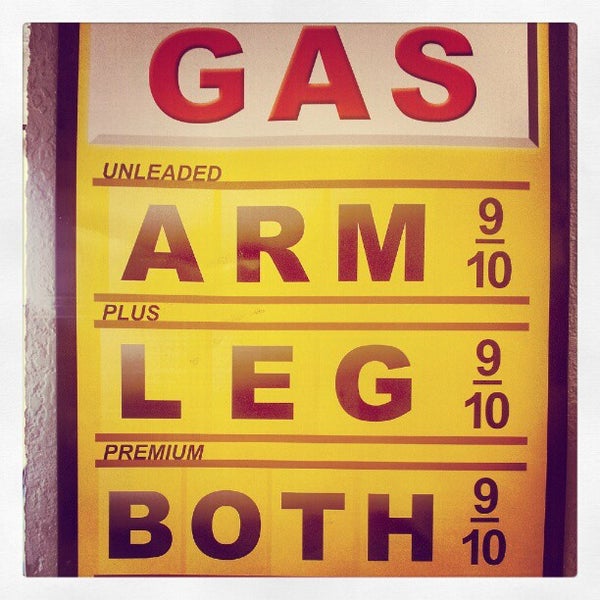 GAS
UNLEADED
ARM 9/10
PLUS
LEG 9/10
PREMIUM
BOTH 9/10